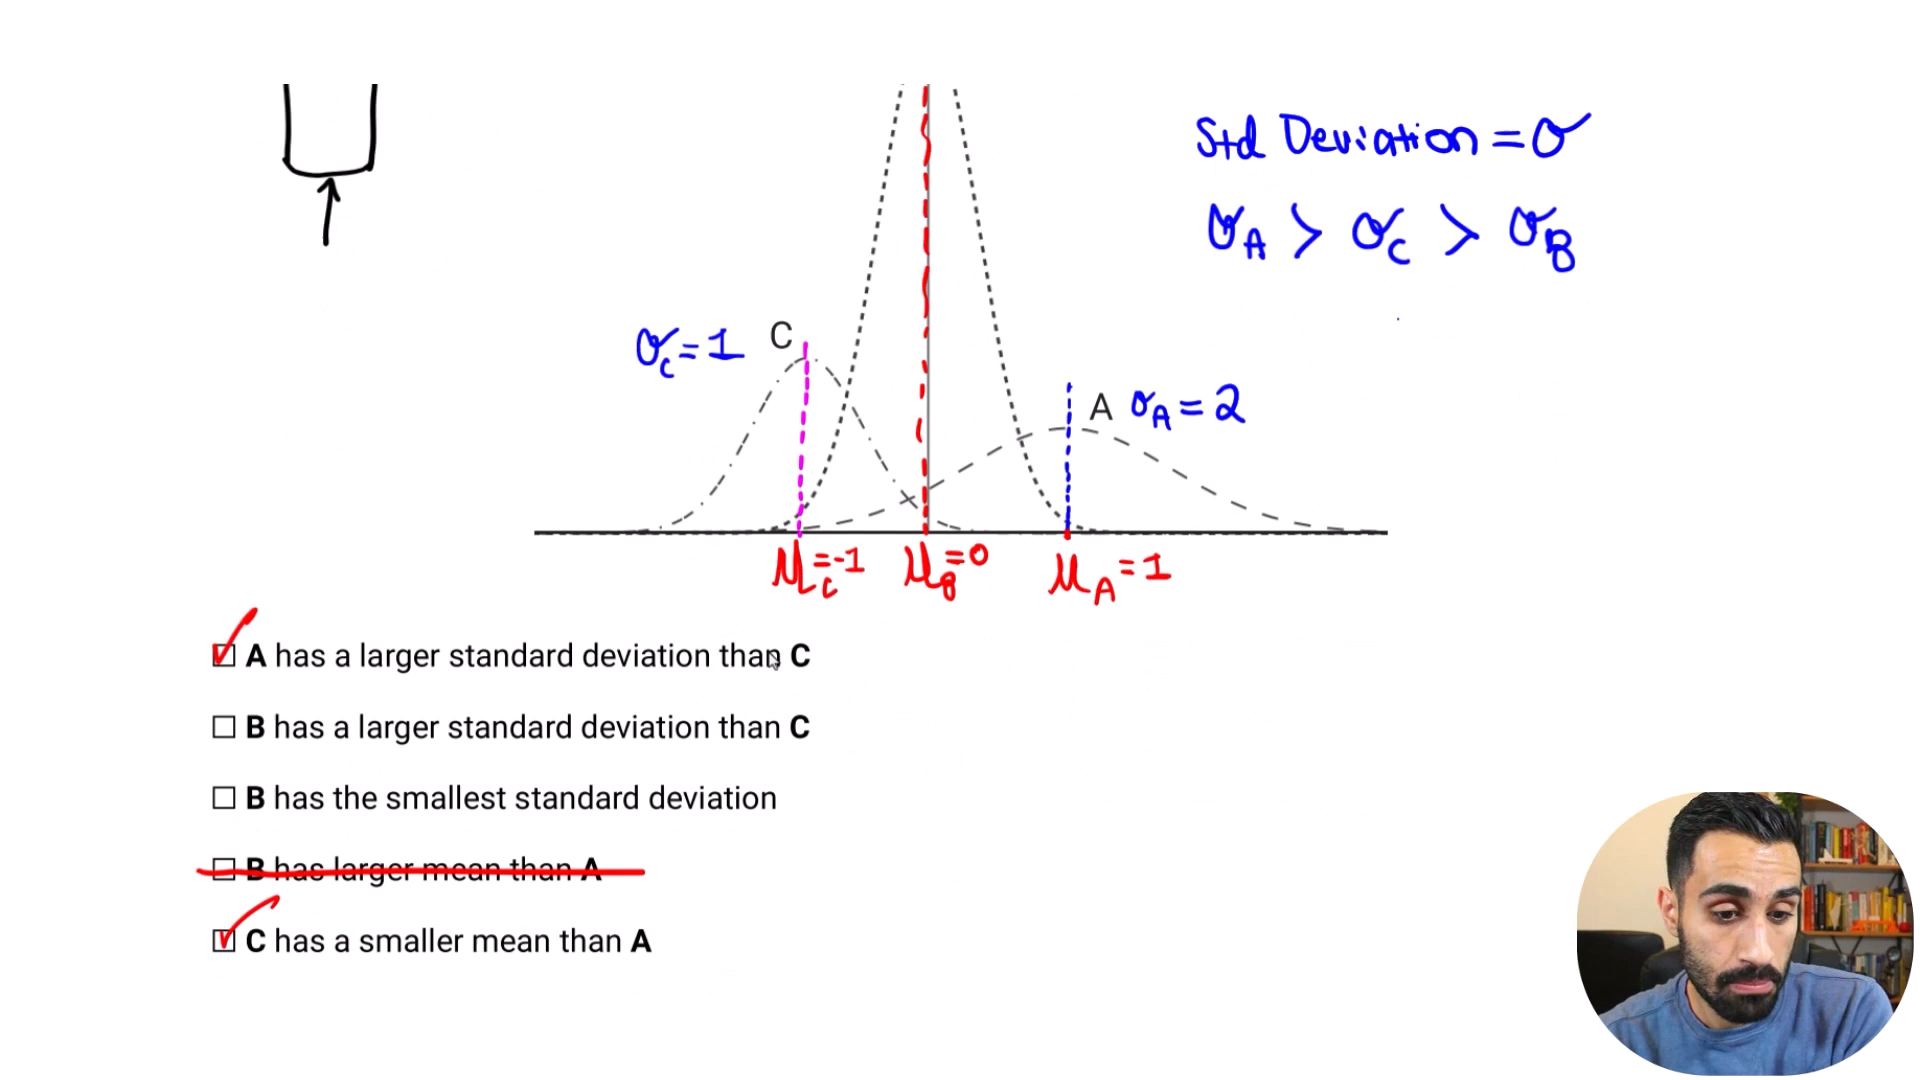 Std Deviation = σ
σA > σC > σB
σC = 1 C
A σA = 2
μC = -1 μB = 0 μA = 1
☑ A has a larger standard deviation than C
☐ B has a larger standard deviation than C
☐ B has the smallest standard deviation
☐ B has larger mean than A
☑ C has a smaller mean than A